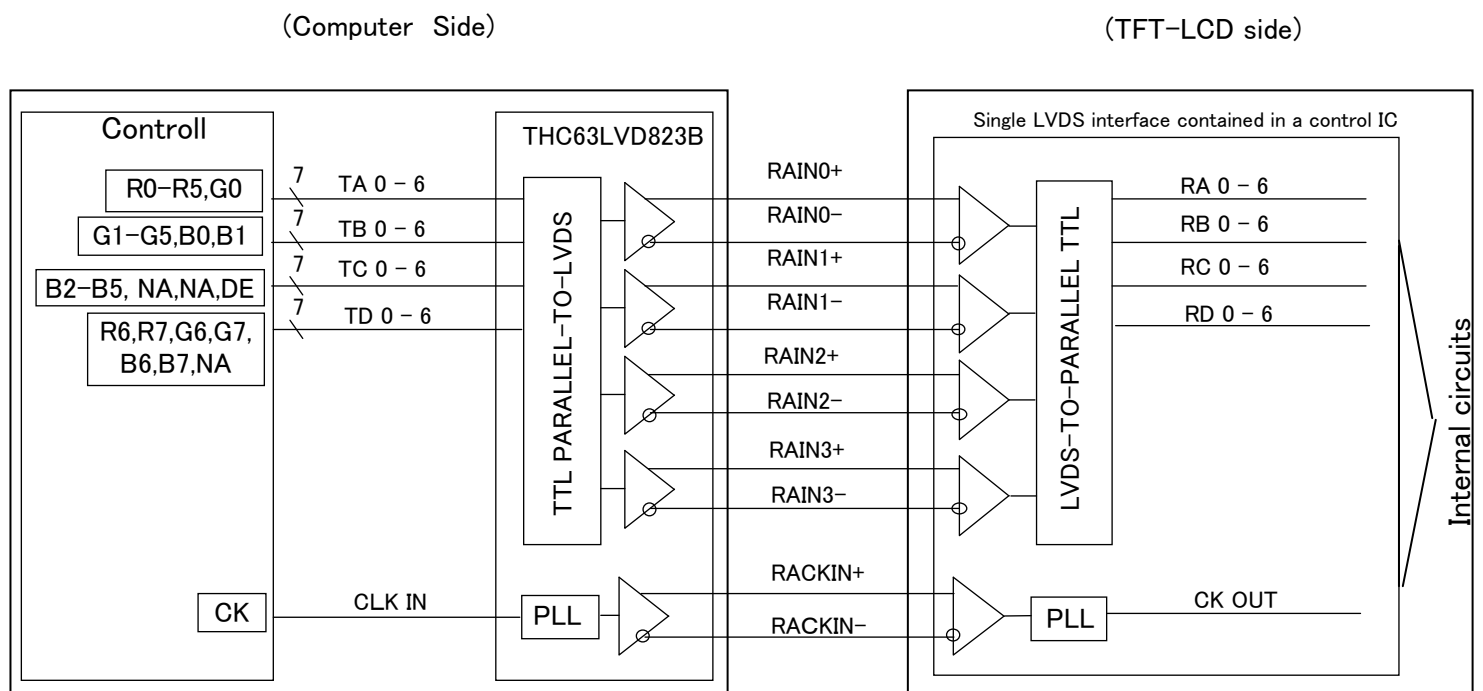 (Computer Side)
(TFT-LCD side)
Controll
R0-R5,G0
G1-G5,B0,B1
B2-B5, NA,NA,DE
R6,R7,G6,G7,
B6,B7,NA
CK
7
TA 0 - 6
7
TB 0 - 6
7
TC 0 - 6
7
TD 0 - 6
CLK IN
THC63LVD823B
TTL PARALLEL-TO-LVDS
PLL
RAIN0+
RAIN0-
RAIN1+
RAIN1-
RAIN2+
RAIN2-
RAIN3+
RAIN3-
RACKIN+
RACKIN-
Single LVDS interface contained in a control IC
LVDS-TO-PARALLEL TTL
PLL
RA 0 - 6
RB 0 - 6
RC 0 - 6
RD 0 - 6
CK OUT
Internal circuits